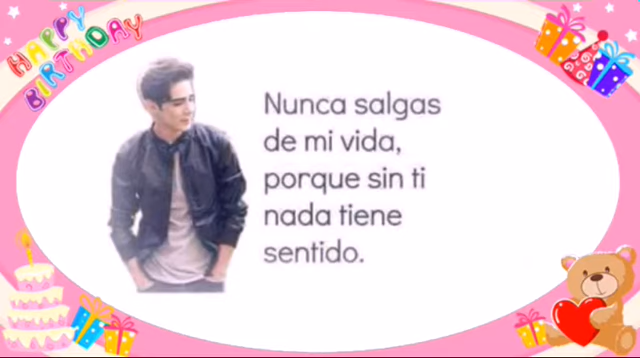 HAPPY
BIRTHDAY
Nunca salgas
de mi vida,
porque sin ti
nada tiene
sentido.